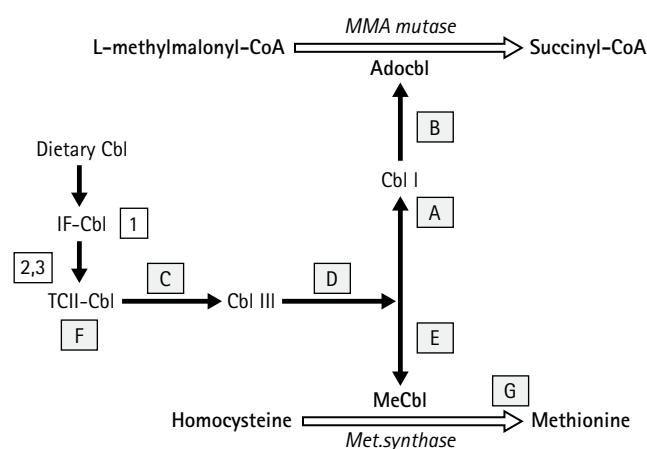 MMA mutase
L-methylmalonyl-CoA Succinyl-CoA
Adocbl
B
Dietary Cbl
Cbl I
IF-Cbl 1
A
2,3
C D
TCII-Cbl Cbl III
F
E
G
MeCbl
Homocysteine Methionine
Met.synthase